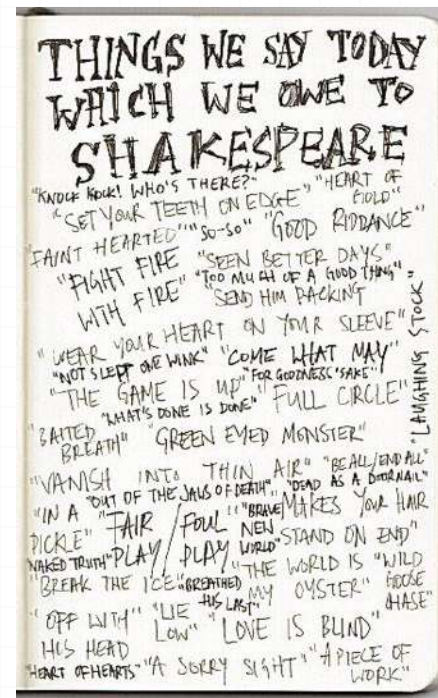 THINGS WE SAY TODAY
WHICH WE OWE TO
SHAKESPEARE
"KNOCK KNOCK! WHO'S THERE?" "HEART OF GOLD"
"SET YOUR TEETH ON EDGE"
"FAINT HEARTED" "SO-SO" "GOOD RIDDANCE"
"FIGHT FIRE WITH FIRE" "SEEN BETTER DAYS"
"TOO MUCH OF A GOOD THING"
"SEND HIM PACKING"
"WEAR YOUR HEART ON YOUR SLEEVE"
"NOT SLEPT ONE WINK" "COME WHAT MAY"
"THE GAME IS UP" "FOR GOODNESS' SAKE"
"WHAT'S DONE IS DONE" "FULL CIRCLE"
"LAUGHING STOCK"
"BAITED BREATH" "GREEN EYED MONSTER"
"VANISH INTO THIN AIR" "BE ALL/END ALL"
"OUT OF THE JAWS OF DEATH" "DEAD AS A DOORNAIL"
"IN A PICKLE" "FAIR PLAY / FOUL PLAY" "BRAVE NEW WORLD" "MAKES YOUR HAIR STAND ON END"
"NAKED TRUTH" "THE WORLD IS MY OYSTER" "WILD GOOSE CHASE"
"BREAK THE ICE" "BREATHED HIS LAST"
"OFF WITH HIS HEAD" "LIE LOW" "LOVE IS BLIND"
"HEART OF HEARTS" "A SORRY SIGHT" "A PIECE OF WORK"